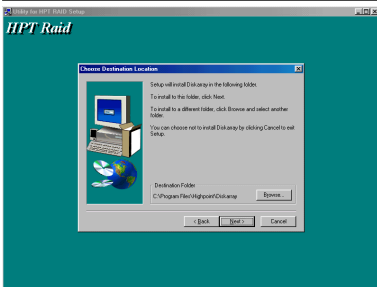 Utility for HPT RAID Setup
HPT Raid
Choose Destination Location
Setup will install Diskarray in the following folder.
To install to this folder, click Next.
To install to a different folder, click Browse and select another
folder.
You can choose not to install Diskarray by clicking Cancel to exit
Setup.
Destination Folder
C:\Program Files\Highpoint\Diskarray
Browse...
< Back
Next >
Cancel